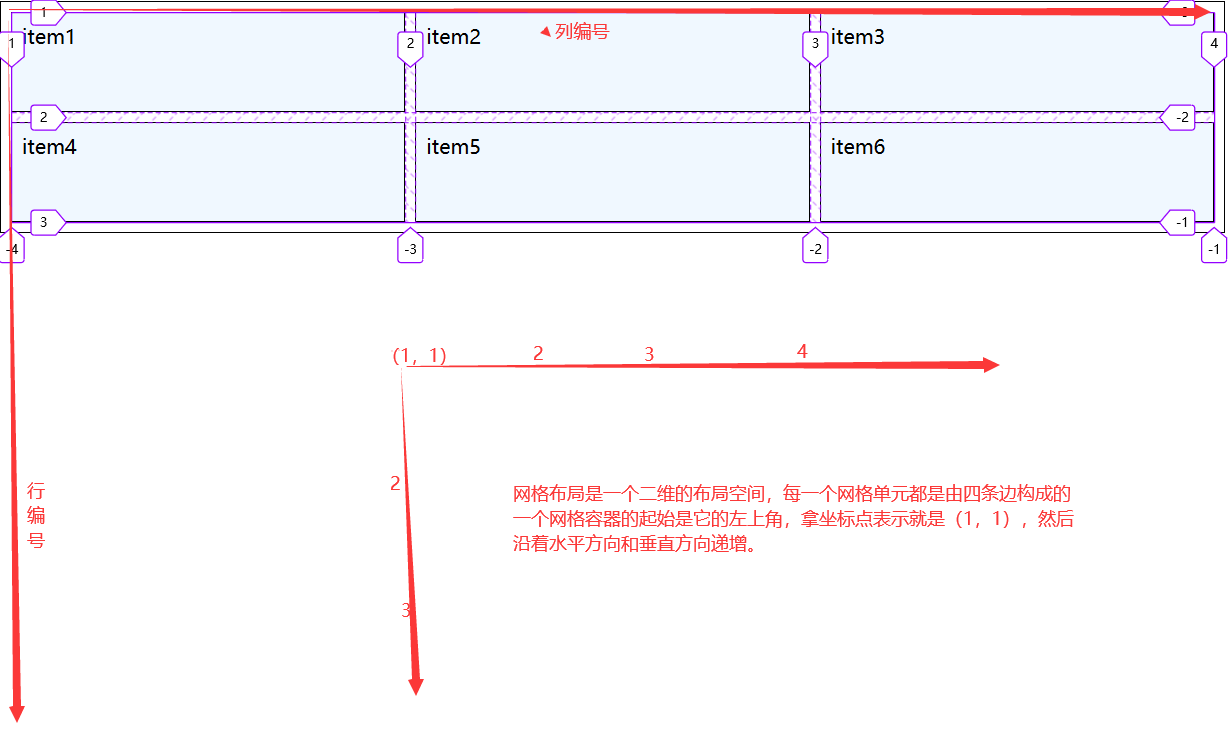 1 -3
1 item1 2 item2 列编号 3 item3 4
2 -2
item4 item5 item6
3 -1
-4 -3 -2 -1
(1，1) 2 3 4
2
行
编
号
网格布局是一个二维的布局空间，每一个网格单元都是由四条边构成的
一个网格容器的起始是它的左上角，拿坐标点表示就是（1，1），然后
沿着水平方向和垂直方向递增。
3